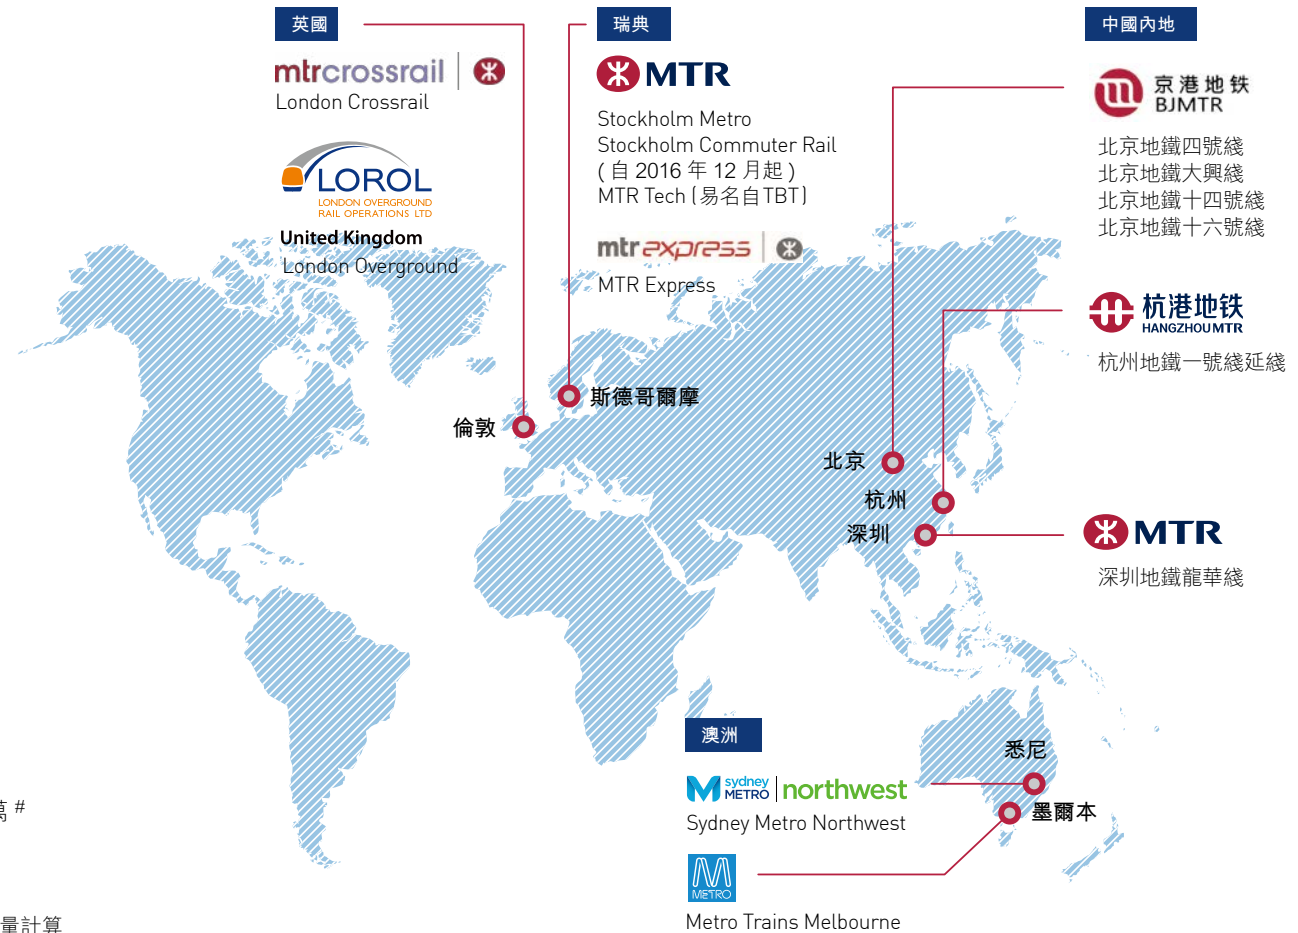 英國
mtrcrossrail
London Crossrail
LOROL
LONDON OVERGROUND
RAIL OPERATIONS LTD
United Kingdom
London Overground
瑞典
MTR
Stockholm Metro
Stockholm Commuter Rail
( 自 2016 年 12 月起 )
MTR Tech (易名自TBT)
mtrexpress
MTR Express
中國內地
京港地铁
BJMTR
北京地鐵四號綫
北京地鐵大興綫
北京地鐵十四號綫
北京地鐵十六號綫
杭港地铁
HANGZHOUMTR
杭州地鐵一號綫延綫
MTR
深圳地鐵龍華綫
斯德哥爾摩
倫敦
北京
杭州
深圳
澳洲
sydney
METRO
northwest
Sydney Metro Northwest
METRO
Metro Trains Melbourne
悉尼
墨爾本
萬 #
量計算